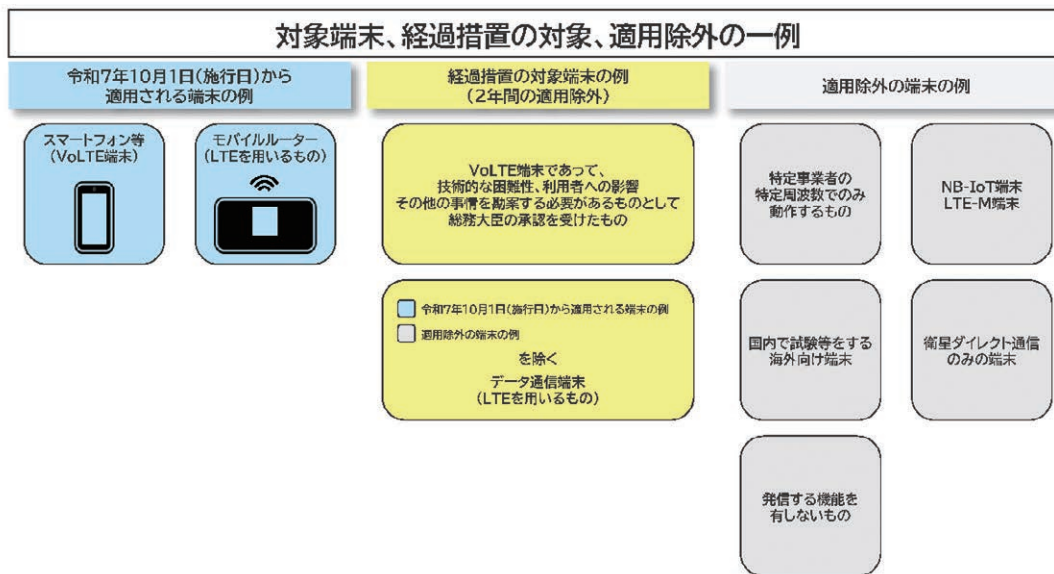 対象端末、経過措置の対象、適用除外の一例
令和7年10月1日(施行日)から
適用される端末の例
スマートフォン等
(VoLTE端末)
モバイルルーター
(LTEを用いるもの)
経過措置の対象端末の例
(2年間の適用除外)
VoLTE端末であって、
技術的な困難性、利用者への影響
その他の事情を勘案する必要があるものとして
総務大臣の承認を受けたもの
令和7年10月1日(施行日)から適用される端末の例
適用除外の端末の例
を除く
データ通信端末
(LTEを用いるもの)
適用除外の端末の例
特定事業者の
特定周波数でのみ
動作するもの
NB-IoT端末
LTE-M端末
国内で試験等をする
海外向け端末
衛星ダイレクト通信
のみの端末
発信する機能を
有しないもの